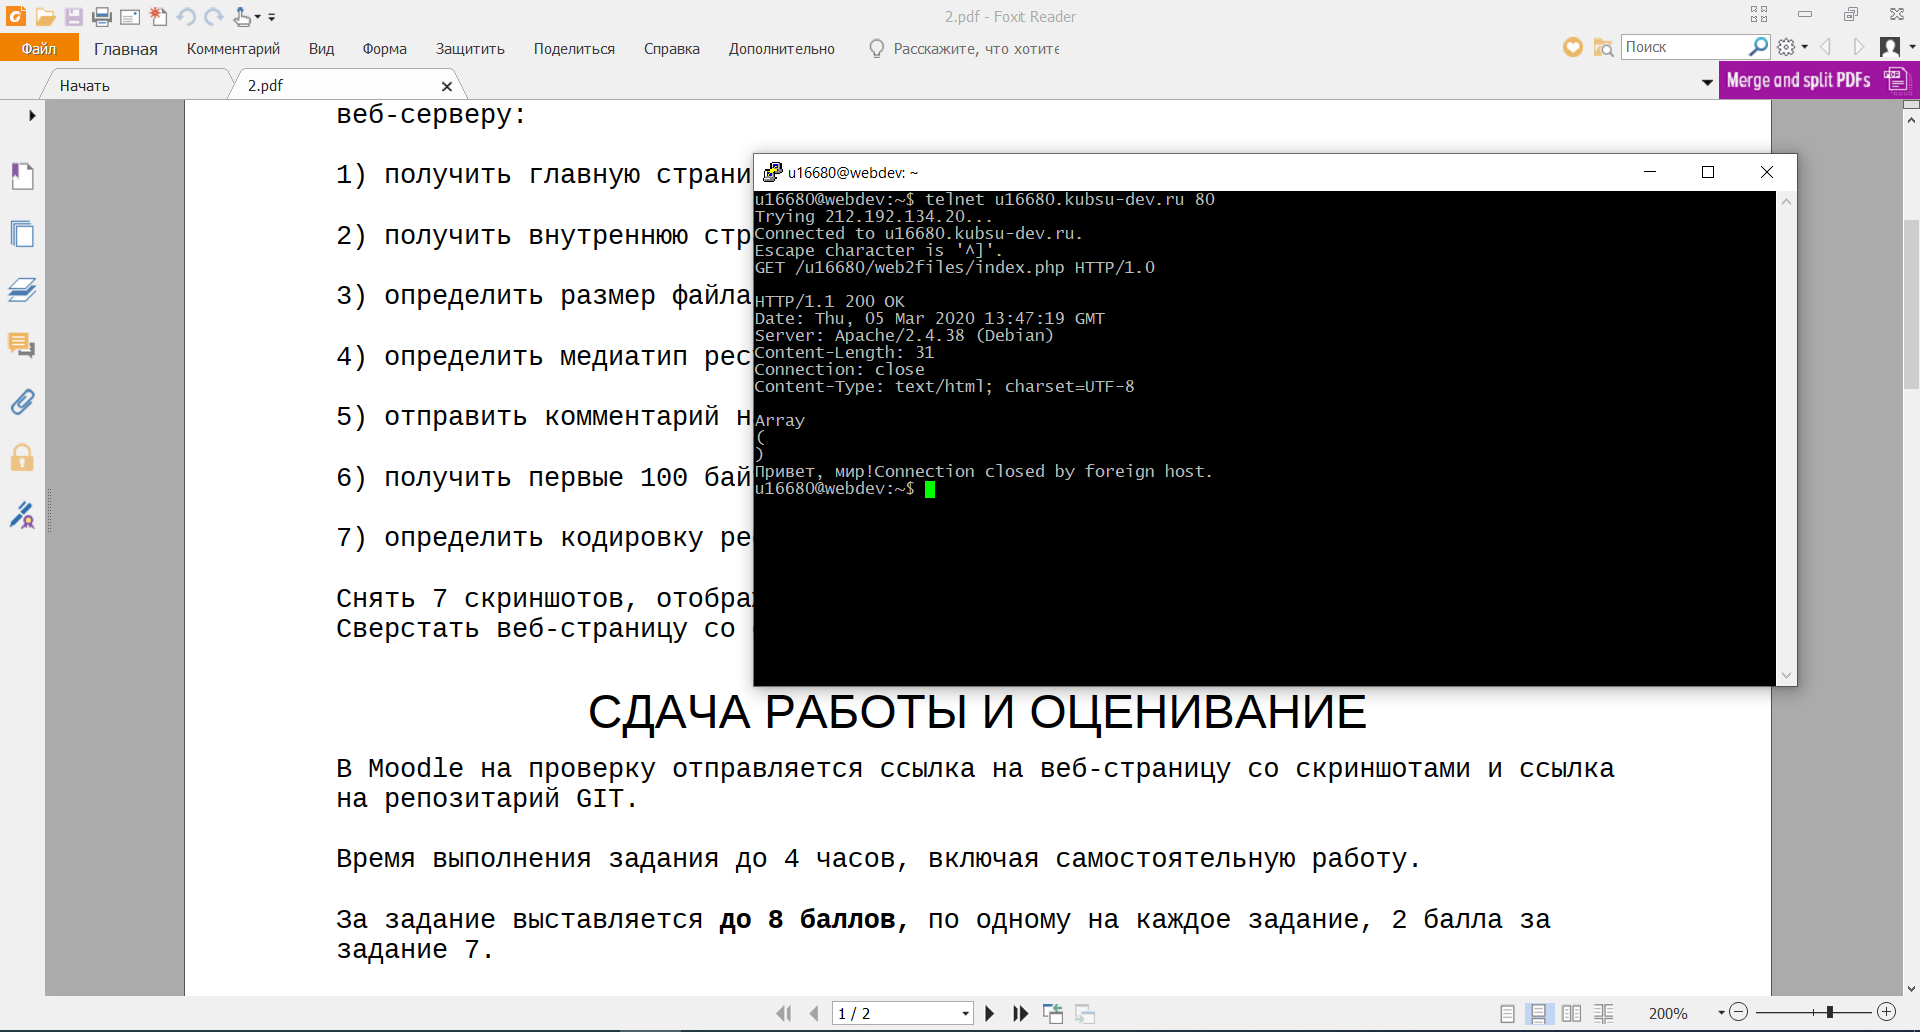 2.pdf - Foxit Reader
Файл Главная Комментарий Вид Форма Защитить Поделиться Справка Дополнительно Расскажите, что хотите Поиск
Начать 2.pdf Merge and split PDFs
веб-серверу:
1) получить главную страни
2) получить внутреннюю стр
3) определить размер файла
4) определить медиатип рес
5) отправить комментарий н
6) получить первые 100 бай
7) определить кодировку ре
Снять 7 скриншотов, отобра
Сверстать веб-страницу со
u16680@webdev: ~
u16680@webdev:~$ telnet u16680.kubsu-dev.ru 80
Trying 212.192.134.20...
Connected to u16680.kubsu-dev.ru.
Escape character is '^]'.
GET /u16680/web2files/index.php HTTP/1.0
HTTP/1.1 200 OK
Date: Thu, 05 Mar 2020 13:47:19 GMT
Server: Apache/2.4.38 (Debian)
Content-Length: 31
Connection: close
Content-Type: text/html; charset=UTF-8
Array
(
)
Привет, мир!Connection closed by foreign host.
u16680@webdev:~$
СДАЧА РАБОТЫ И ОЦЕНИВАНИЕ
В Moodle на проверку отправляется ссылка на веб-страницу со скриншотами и ссылка
на репозитарий GIT.
Время выполнения задания до 4 часов, включая самостоятельную работу.
За задание выставляется до 8 баллов, по одному на каждое задание, 2 балла за
задание 7.
1 / 2 200%